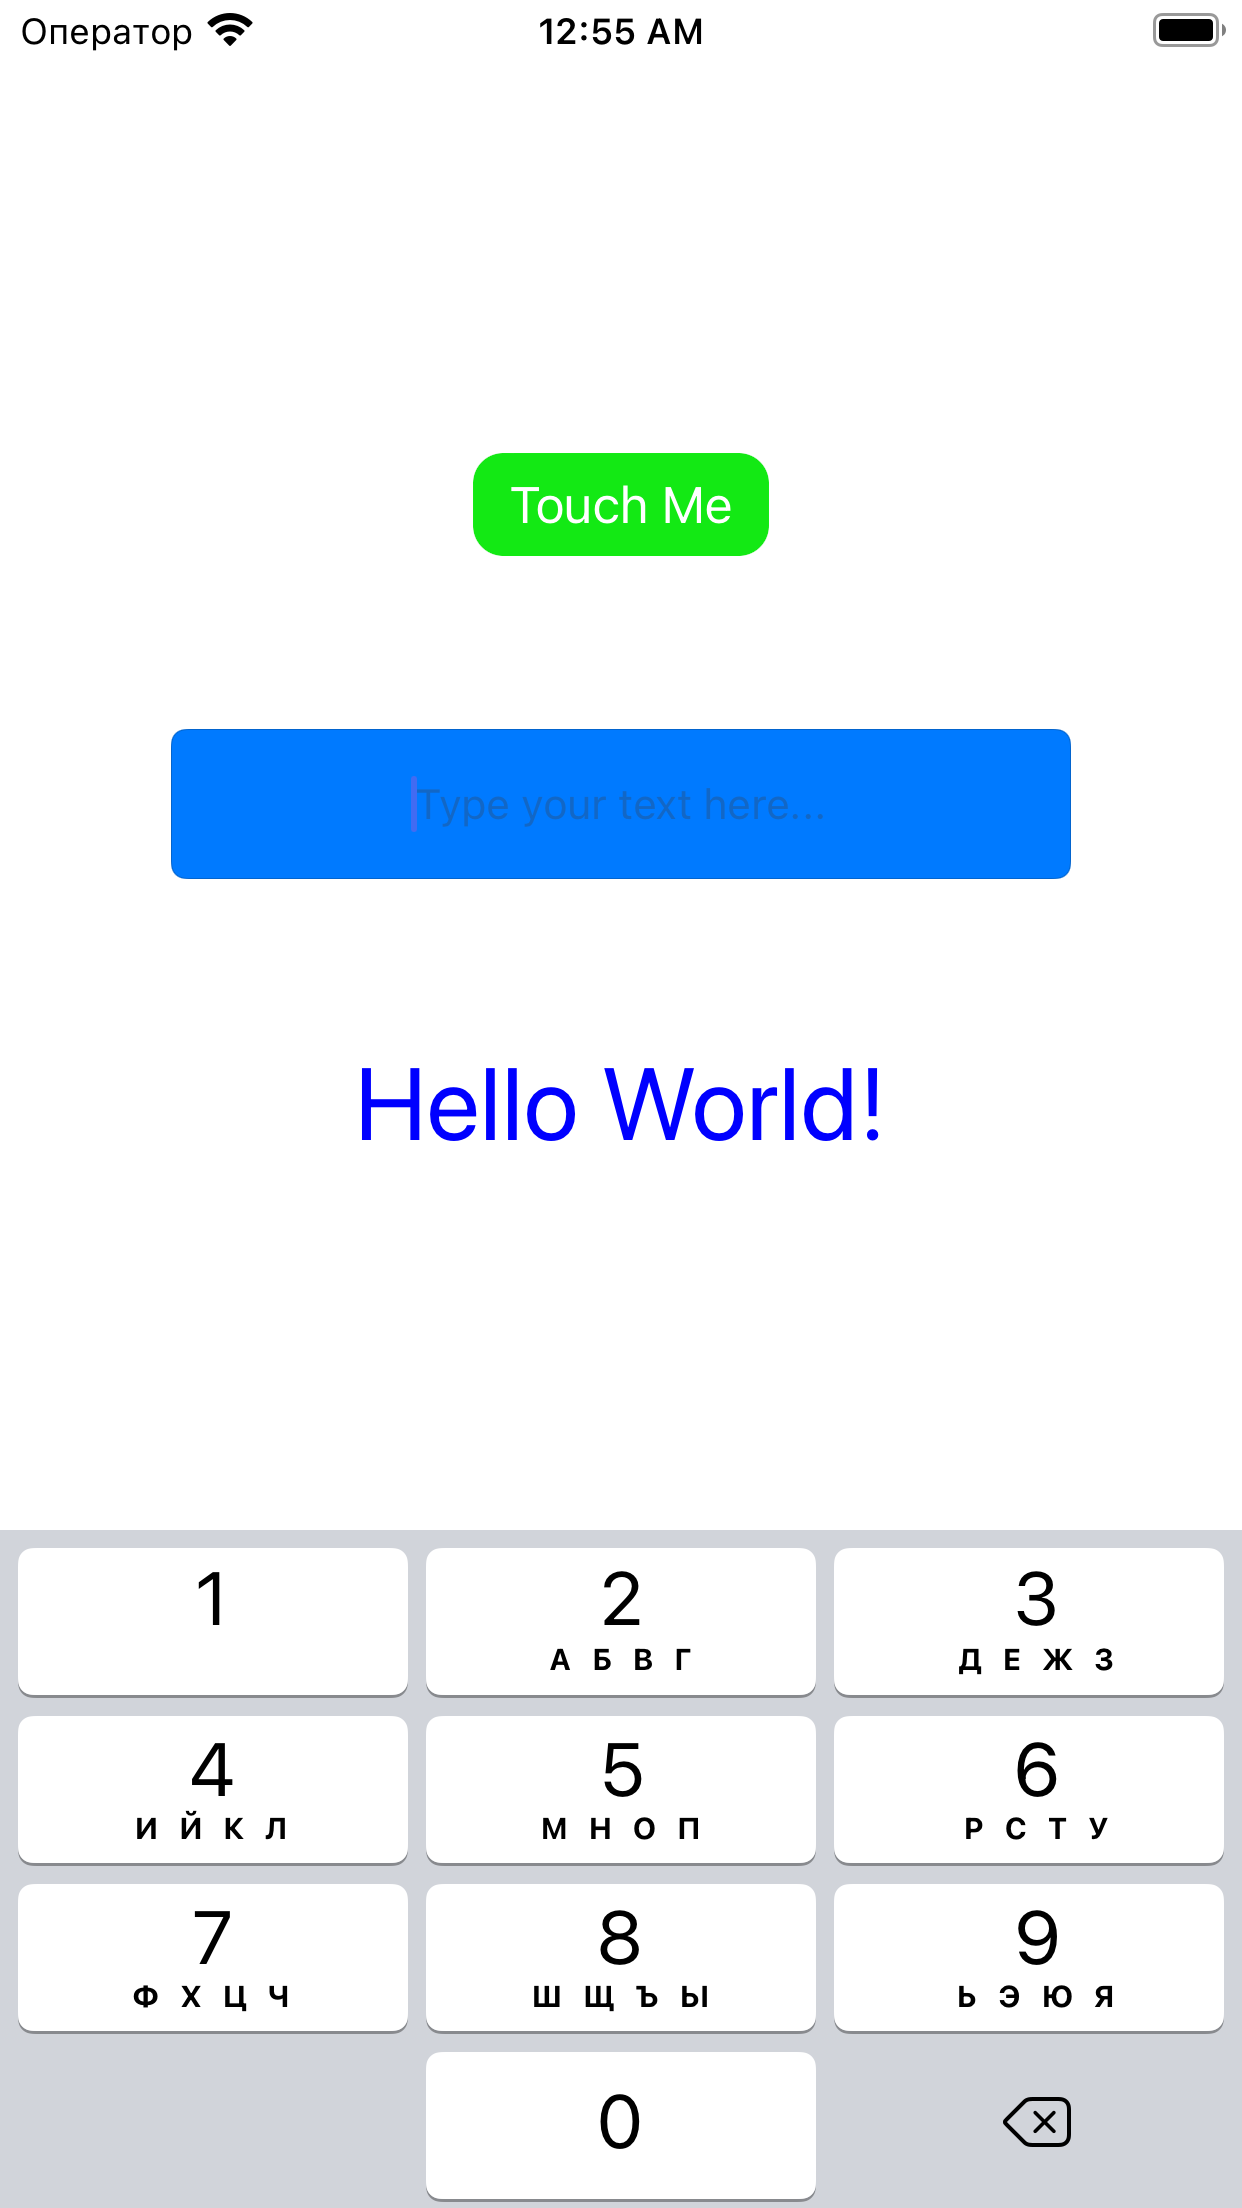 Оператор 12:55 AM
Touch Me
Type your text here...
Hello World!
1 2 3
А Б В Г Д Е Ж З
4 5 6
И Й К Л М Н О П Р С Т У
7 8 9
Ф Х Ц Ч Ш Щ Ъ Ы Ь Э Ю Я
0